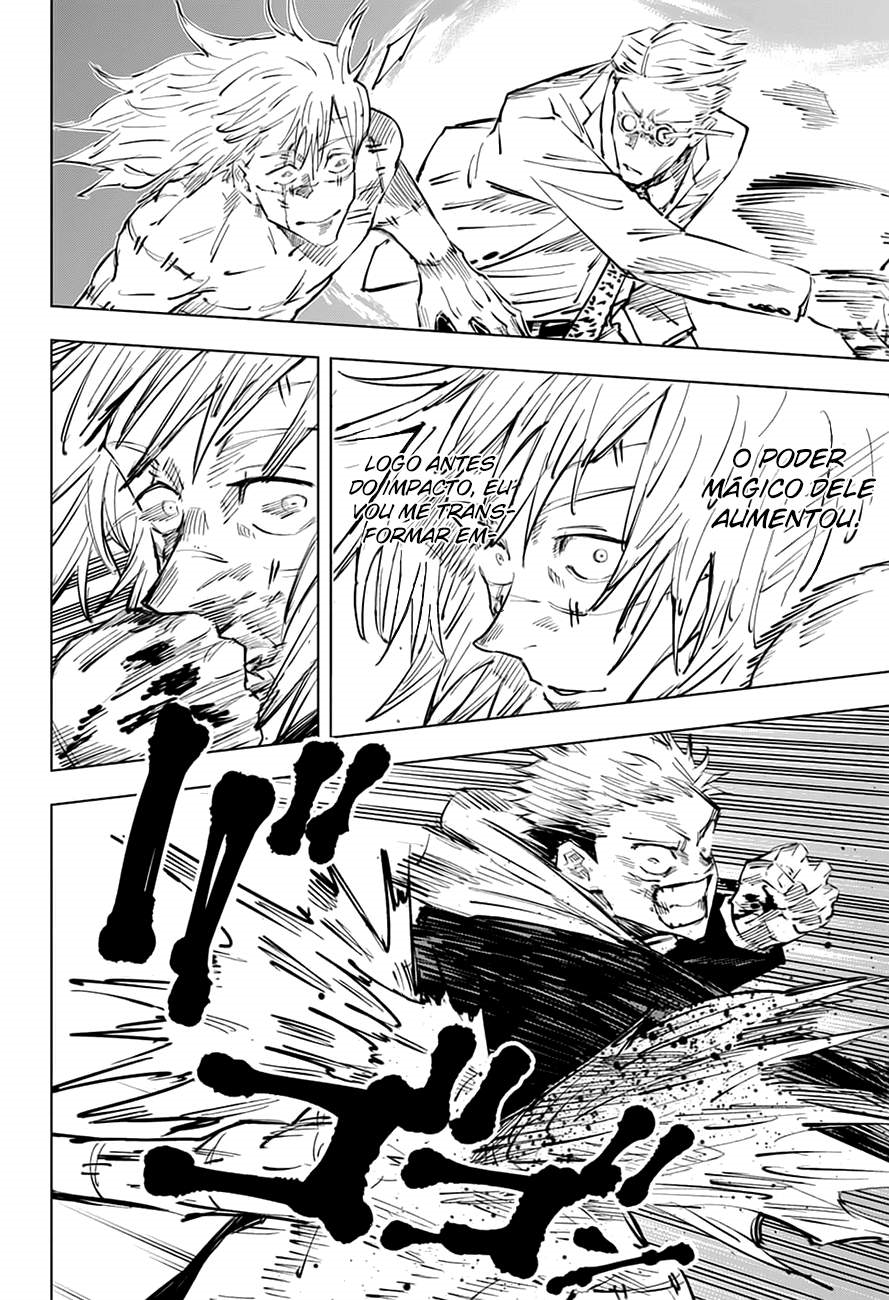 O PODER
MÁGICO DELE
AUMENTOU!
LOGO ANTES
DO IMPACTO, EU
VOU ME TRANS-
FORMAR EM-